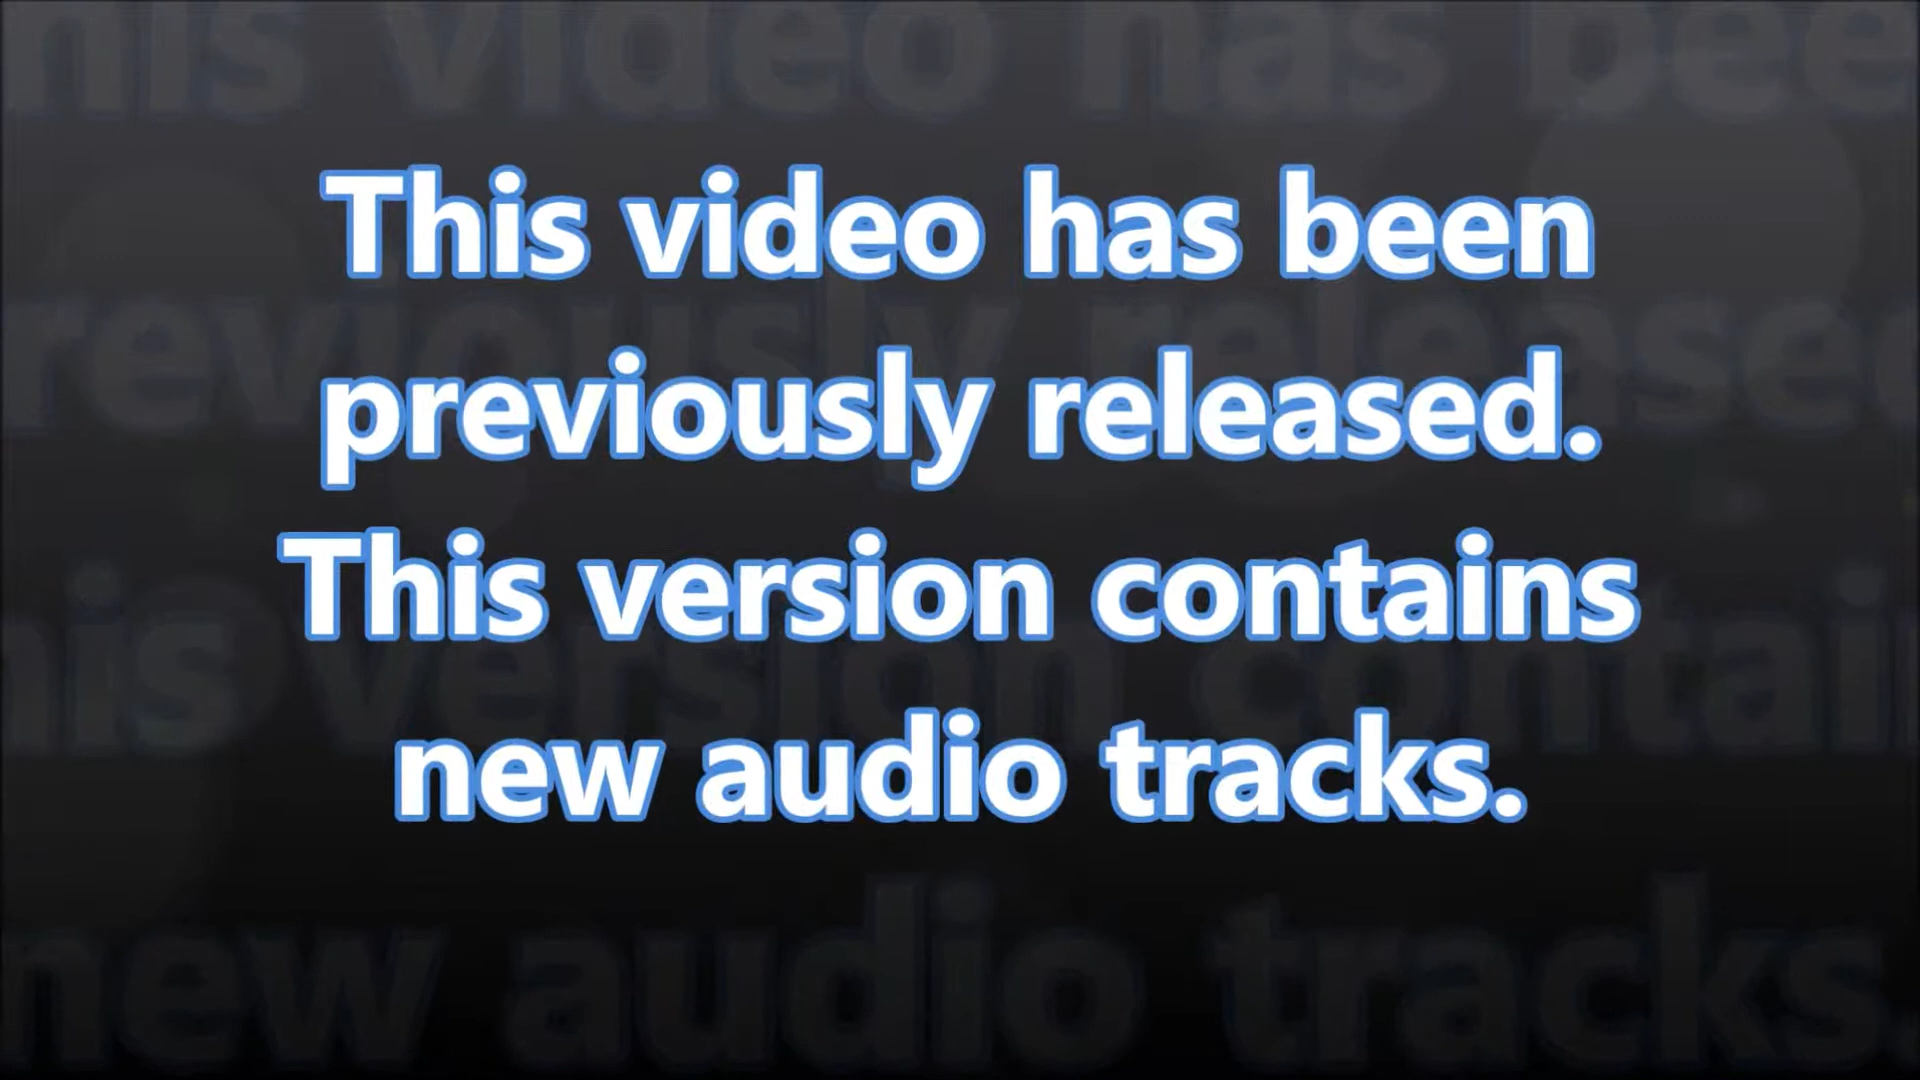 This video has been
previously released.
This version contains
new audio tracks.